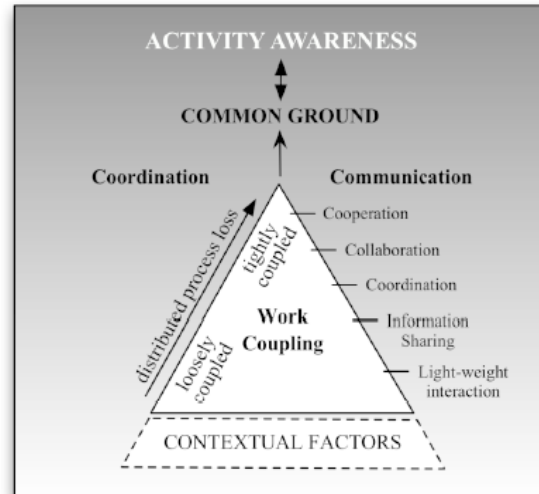 ACTIVITY AWARENESS
COMMON GROUND
Coordination
Communication
distributed process loss
tightly
coupled
loosely
coupled
Work
Coupling
Cooperation
Collaboration
Coordination
Information
Sharing
Light-weight
interaction
CONTEXTUAL FACTORS